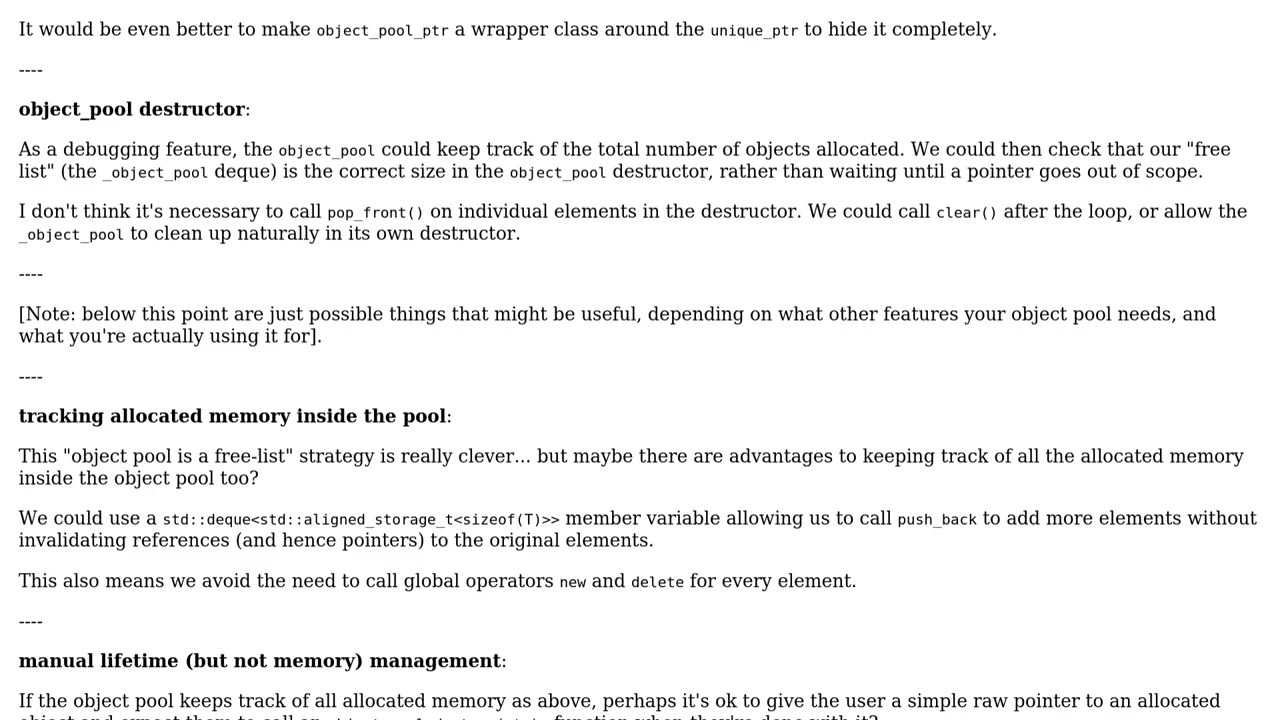 It would be even better to make object_pool_ptr a wrapper class around the unique_ptr to hide it completely.
----
object_pool destructor:
As a debugging feature, the object_pool could keep track of the total number of objects allocated. We could then check that our "free
list" (the _object_pool deque) is the correct size in the object_pool destructor, rather than waiting until a pointer goes out of scope.
I don't think it's necessary to call pop_front() on individual elements in the destructor. We could call clear() after the loop, or allow the
_object_pool to clean up naturally in its own destructor.
----
[Note: below this point are just possible things that might be useful, depending on what other features your object pool needs, and
what you're actually using it for].
----
tracking allocated memory inside the pool:
This "object pool is a free-list" strategy is really clever... but maybe there are advantages to keeping track of all the allocated memory
inside the object pool too?
We could use a std::deque<std::aligned_storage_t<sizeof(T)>> member variable allowing us to call push_back to add more elements without
invalidating references (and hence pointers) to the original elements.
This also means we avoid the need to call global operators new and delete for every element.
----
manual lifetime (but not memory) management:
If the object pool keeps track of all allocated memory as above, perhaps it's ok to give the user a simple raw pointer to an allocated